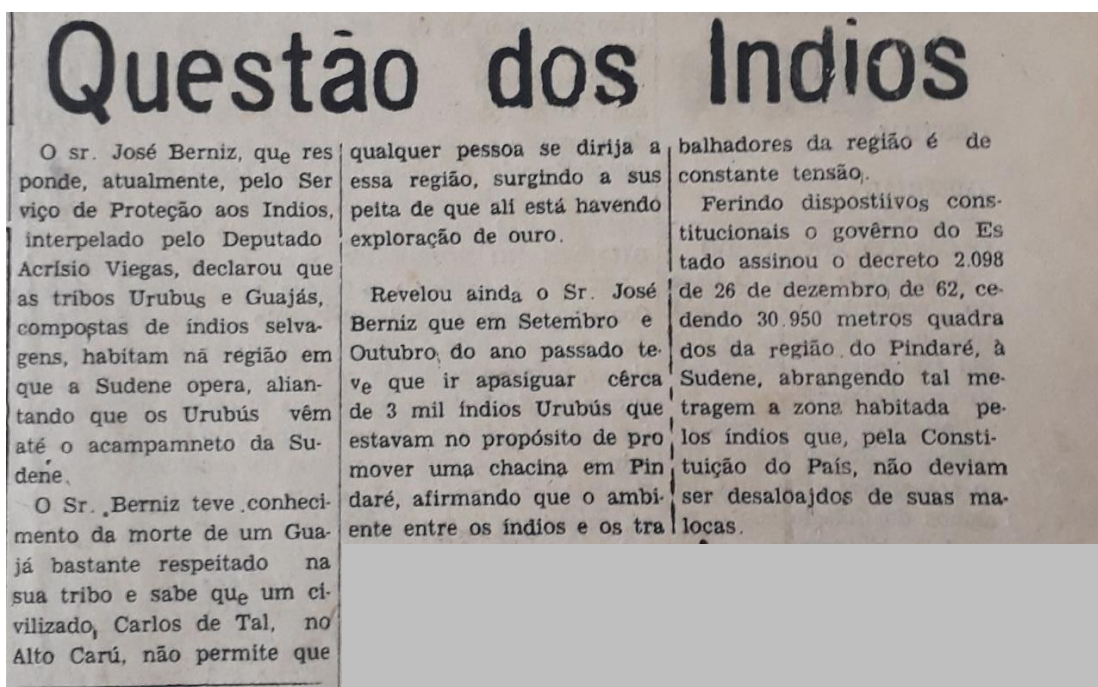 Questão dos Indios
O sr. José Berniz, que res
ponde, atualmente, pelo Ser
viço de Proteção aos Indios,
interpelado pelo Deputado
Acrísio Viegas, declarou que
as tribos Urubus e Guajás,
compostas de índios selva-
gens, habitam na região em
que a Sudene opera, alian-
tando que os Urubús vêm
até o acampamneto da Su-
dene.
O Sr. Berniz teve conheci
mento da morte de um Gua-
já bastante respeitado na
sua tribo e sabe que um ci-
vilizado, Carlos de Tal, no
Alto Carú, não permite que
qualquer pessoa se dirija a
essa região, surgindo a sus
peita de que alí está havendo
exploração de ouro.
Revelou ainda o Sr. José
Berniz que em Setembro e
Outubro do ano passado te-
ve que ir apasiguar cêrca
de 3 mil índios Urubús que
estavam no propósito de pro
mover uma chacina em Pin
daré, afirmando que o ambi-
ente entre os índios e os tra
balhadores da região é de
constante tensão.
Ferindo dispostiivos cons-
titucionais o govêrno do Es
tado assinou o decreto 2.098
de 26 de dezembro de 62, ce-
dendo 30.950 metros quadra
dos da região do Pindaré, à
Sudene, abrangendo tal me-
tragem a zona habitada pe-
los índios que, pela Consti-
tuição do País, não deviam
ser desaloajdos de suas ma-
locas.